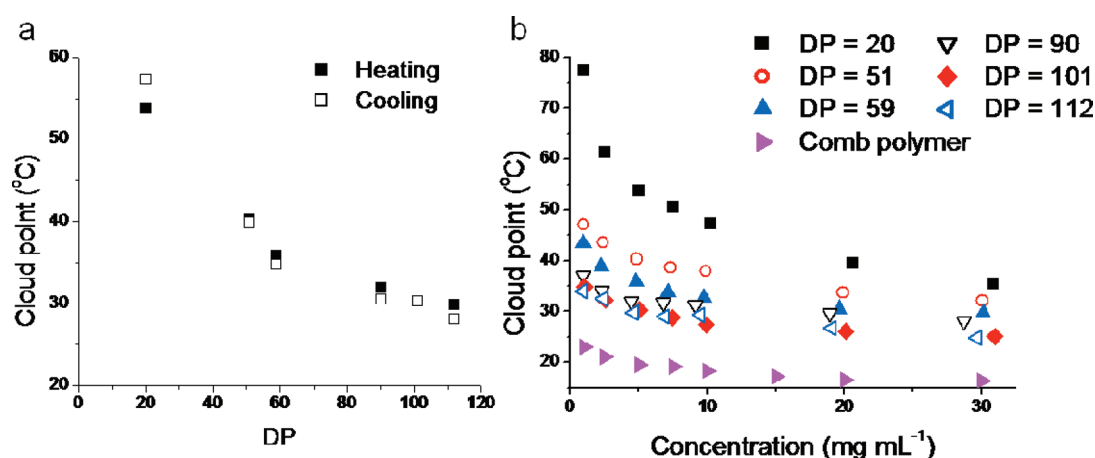 a
60
50
40
30
20
0 20 40 60 80 100 120
Cloud point (°C)
DP
Heating
Cooling
b
80
70
60
50
40
30
20
0 10 20 30
Cloud point (°C)
Concentration (mg mL⁻¹)
DP = 20
DP = 51
DP = 59
Comb polymer
DP = 90
DP = 101
DP = 112